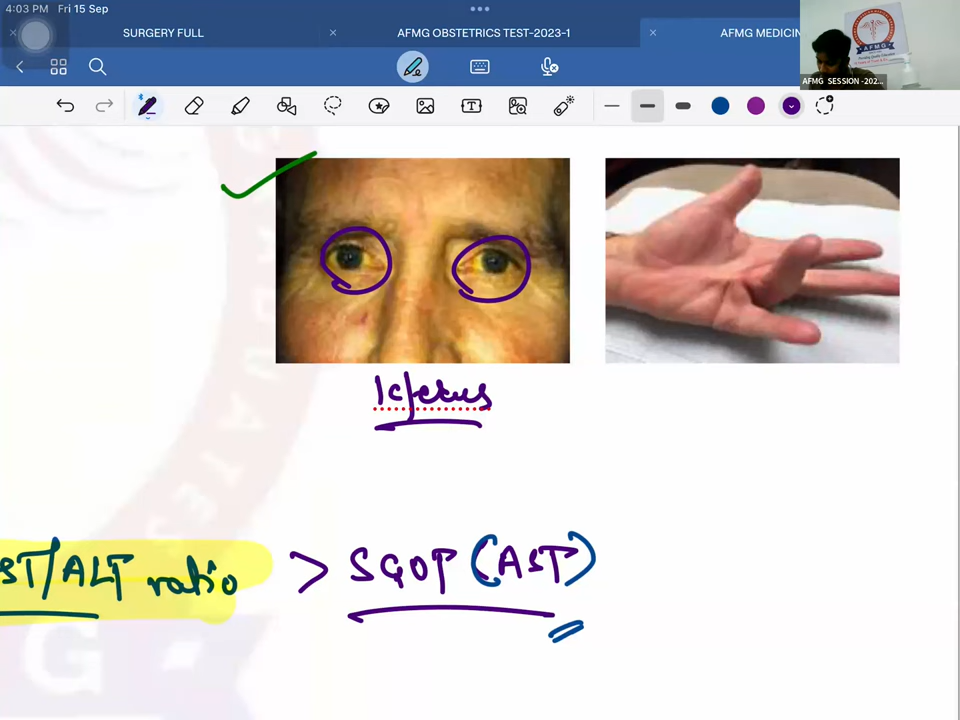 4:03 PM Fri 15 Sep
SURGERY FULL
AFMG OBSTETRICS TEST-2023-1
AFMG MEDICIN
AFMG
AFMG SESSION -202...
Icterus
ST/ALT ratio > SGOT (AST)
G